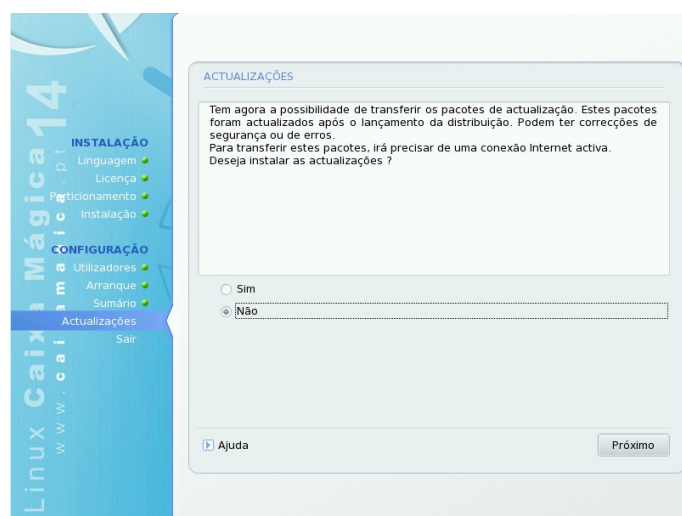 Linux Caixa Mágica 14
www.caixamagica.pt
INSTALAÇÃO
Linguagem
Licença
Particionamento
Instalação
CONFIGURAÇÃO
Utilizadores
Arranque
Sumário
Actualizações
Sair
ACTUALIZAÇÕES
Tem agora a possibilidade de transferir os pacotes de actualização. Estes pacotes
foram actualizados após o lançamento da distribuição. Podem ter correcções de
segurança ou de erros.
Para transferir estes pacotes, irá precisar de uma conexão Internet activa.
Deseja instalar as actualizações ?
Sim
Não
Ajuda
Próximo